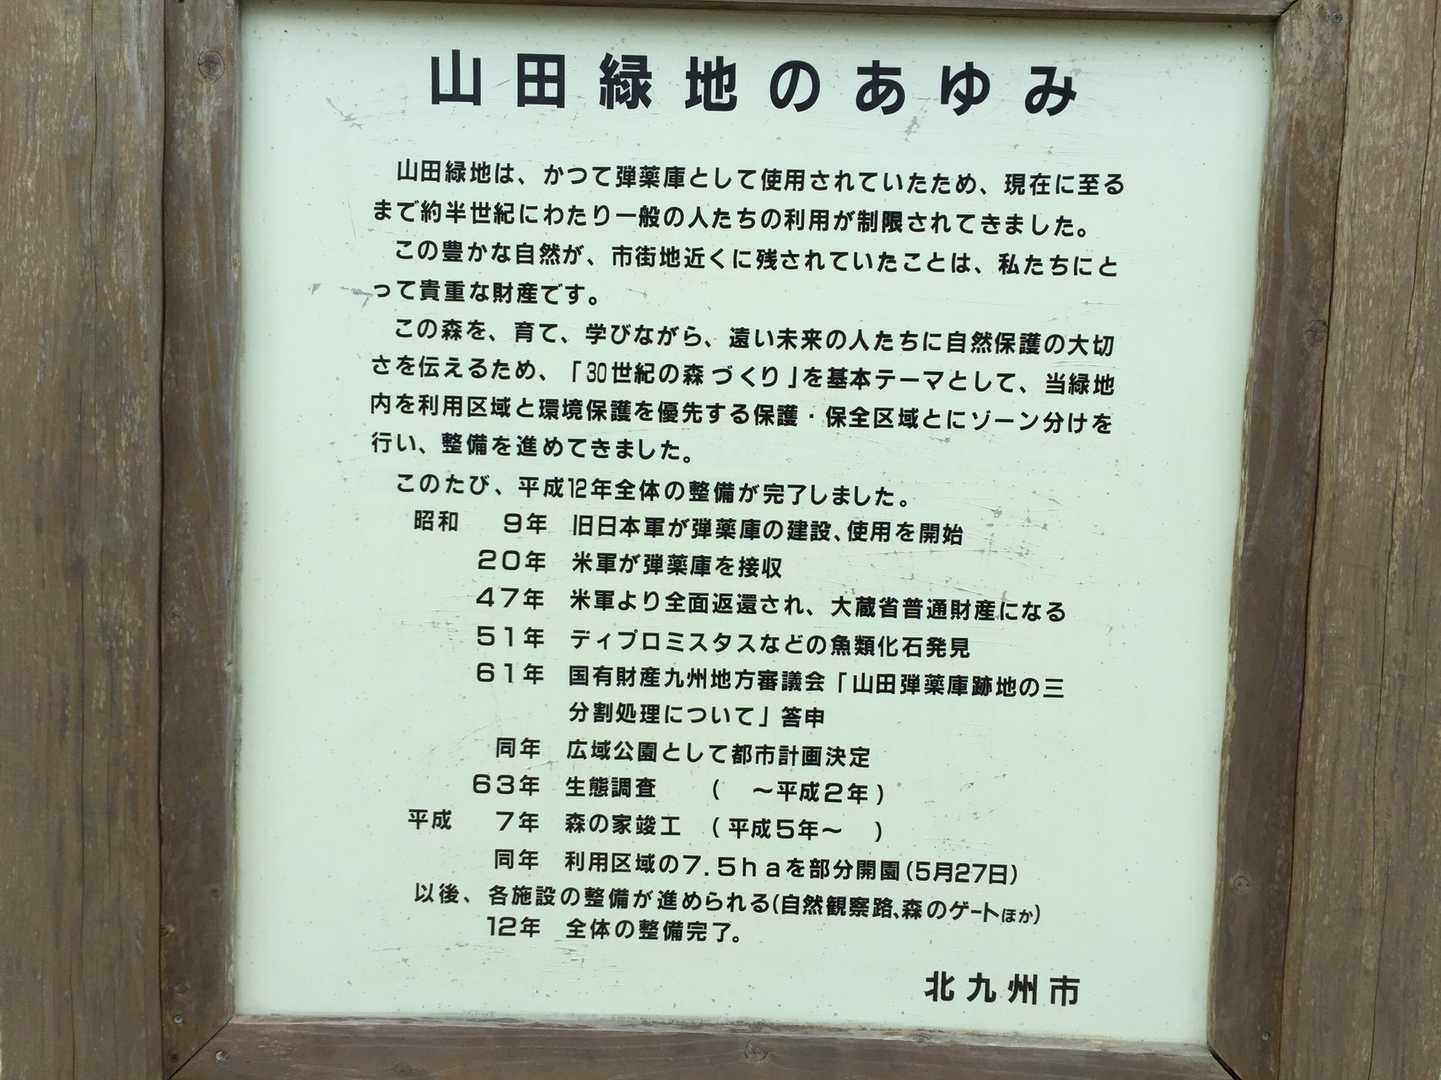 山田緑地のあゆみ
山田緑地は、かつて弾薬庫として使用されていたため、現在に至る
まで約半世紀にわたり一般の人たちの利用が制限されてきました。
この豊かな自然が、市街地近くに残されていたことは、私たちにと
って貴重な財産です。
この森を、育て、学びながら、遠い未来の人たちに自然保護の大切
さを伝えるため、「30世紀の森づくり」を基本テーマとして、当緑地
内を利用区域と環境保護を優先する保護・保全区域とにゾーン分けを
行い、整備を進めてきました。
このたび、平成12年全体の整備が完了しました。
昭和 9年 旧日本軍が弾薬庫の建設、使用を開始
20年 米軍が弾薬庫を接収
47年 米軍より全面返還され、大蔵省普通財産になる
51年 ディプロミスタスなどの魚類化石発見
61年 国有財産九州地方審議会「山田弾薬庫跡地の三
分割処理について」答申
同年 広域公園として都市計画決定
63年 生態調査 ( ～平成2年)
平成 7年 森の家竣工 (平成5年～ )
同年 利用区域の7.5haを部分開園(5月27日)
以後、各施設の整備が進められる(自然観察路、森のゲートほか)
12年 全体の整備完了。
北九州市